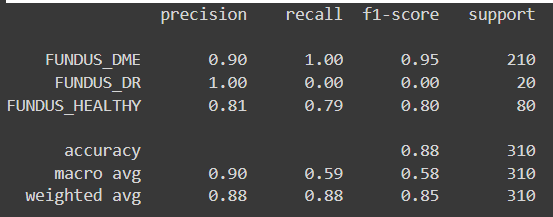 precision recall f1-score support
FUNDUS_DME 0.90 1.00 0.95 210
FUNDUS_DR 1.00 0.00 0.00 20
FUNDUS_HEALTHY 0.81 0.79 0.80 80
accuracy 0.88 310
macro avg 0.90 0.59 0.58 310
weighted avg 0.88 0.88 0.85 310